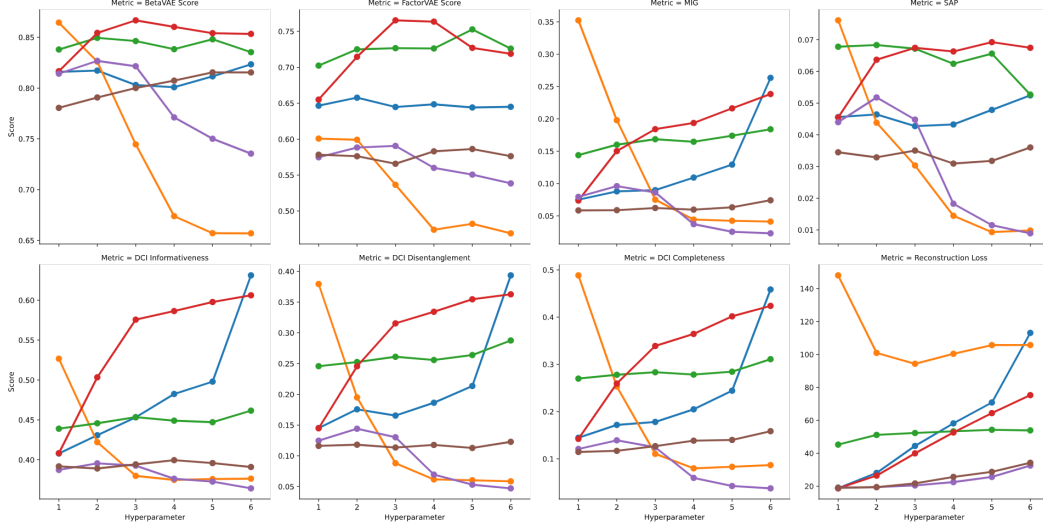 Metric = BetaVAE Score
Metric = FactorVAE Score
Metric = MIG
Metric = SAP
0.85
0.80
0.75
0.70
0.65
Score
0.75
0.70
0.65
0.60
0.55
0.50
0.35
0.30
0.25
0.20
0.15
0.10
0.05
0.07
0.06
0.05
0.04
0.03
0.02
0.01
Metric = DCI Informativeness
Metric = DCI Disentanglement
Metric = DCI Completeness
Metric = Reconstruction Loss
0.60
0.55
0.50
0.45
0.40
Score
1 2 3 4 5 6
Hyperparameter
0.40
0.35
0.30
0.25
0.20
0.15
0.10
0.05
1 2 3 4 5 6
Hyperparameter
0.5
0.4
0.3
0.2
0.1
1 2 3 4 5 6
Hyperparameter
140
120
100
80
60
40
20
1 2 3 4 5 6
Hyperparameter